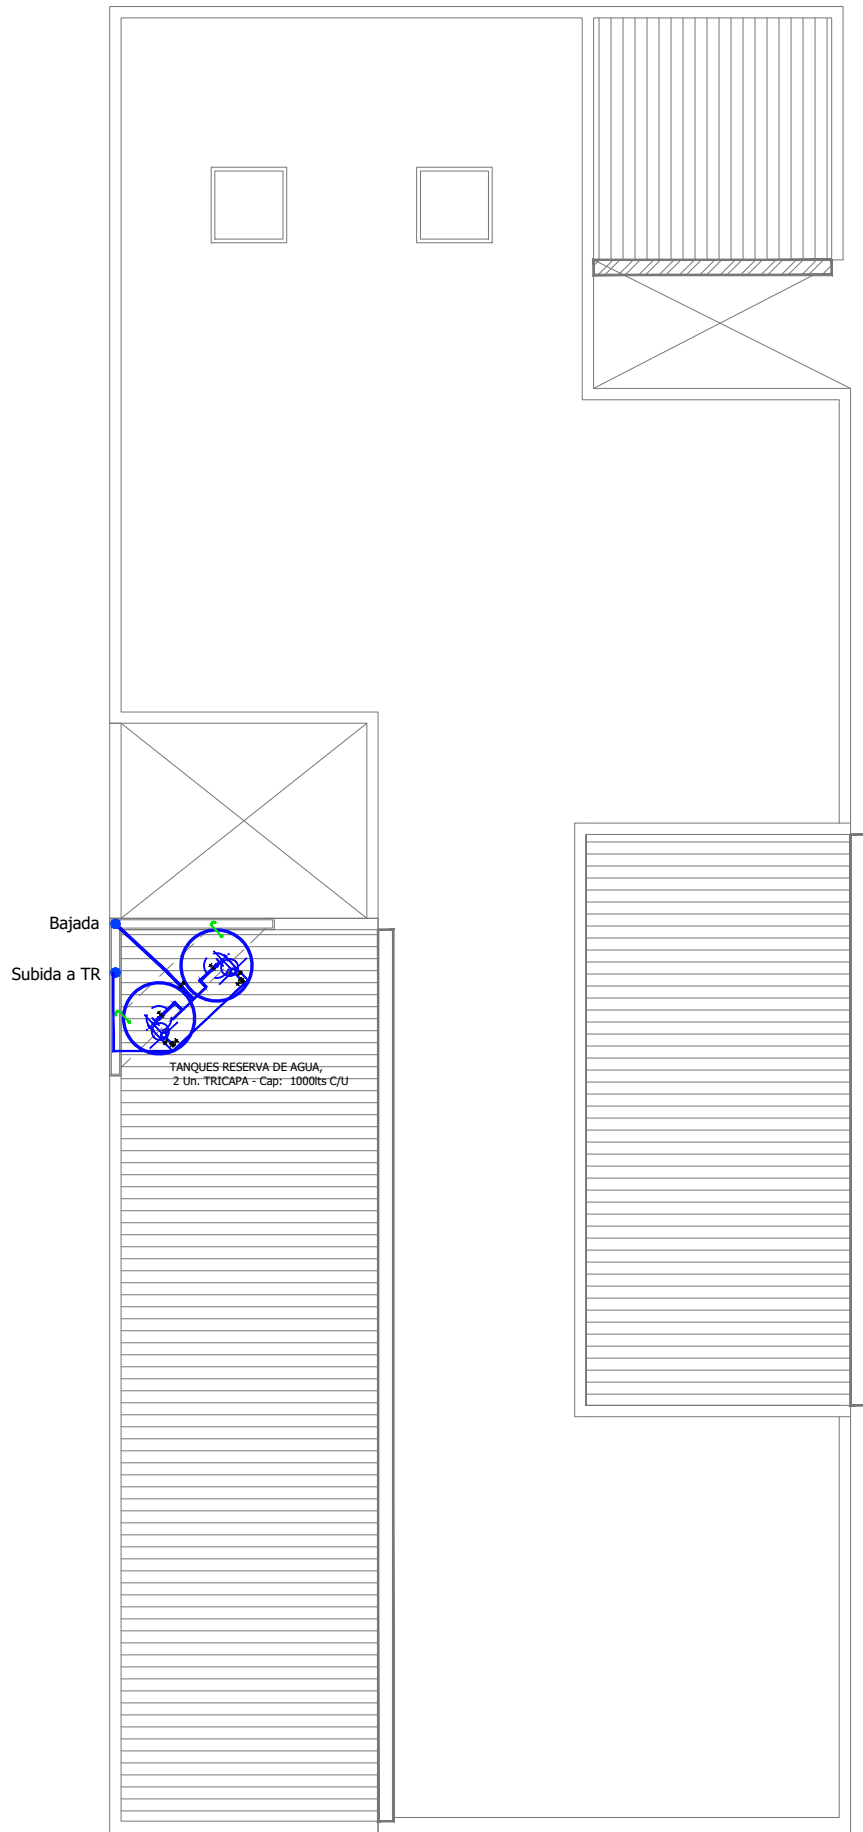 Bajada
Subida a TR
TANQUES RESERVA DE AGUA,
2 Un. TRICAPA - Cap: 1000lts C/U